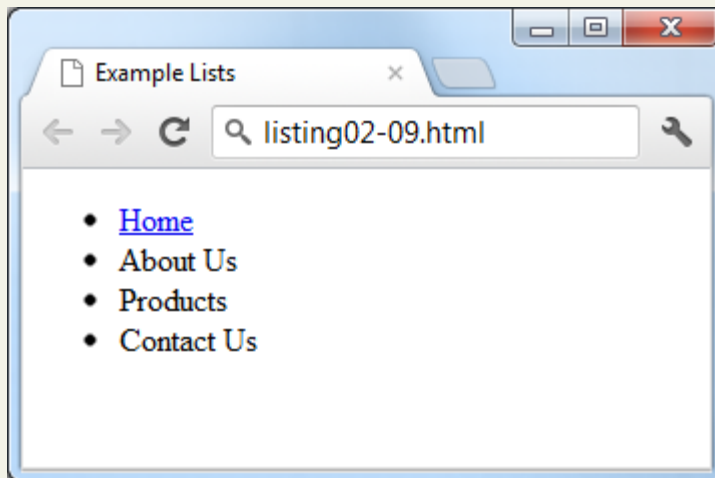 Example Lists
listing02-09.html
Home
About Us
Products
Contact Us